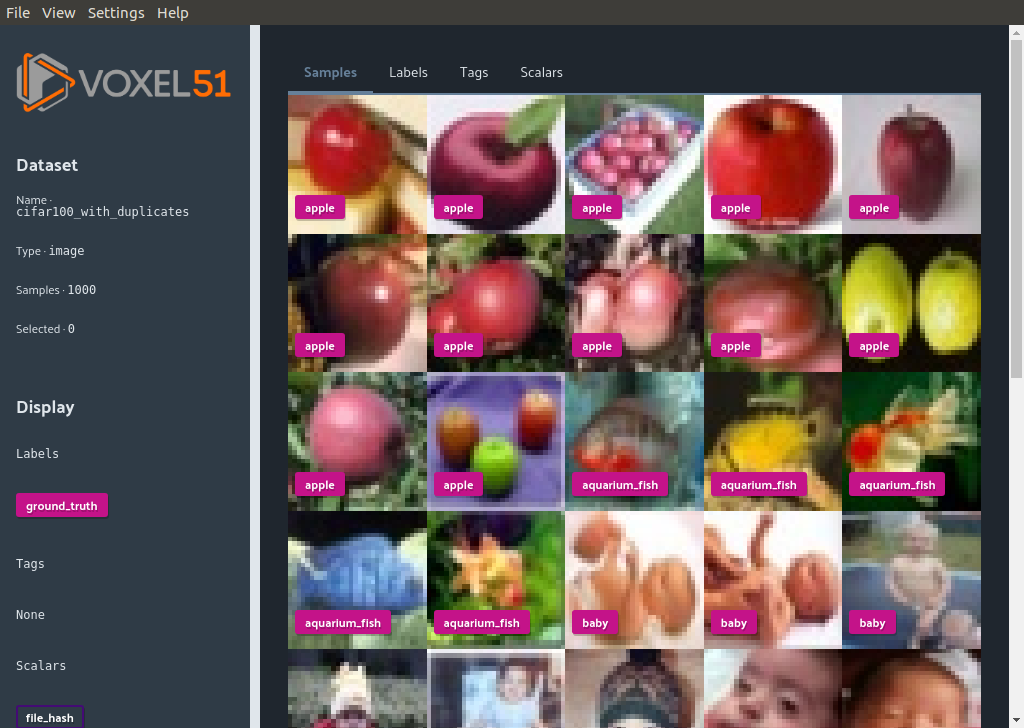 File View Settings Help
VOXEL51
Dataset
Name ·
cifar100_with_duplicates
Type · image
Samples · 1000
Selected · 0
Display
Labels
ground_truth
Tags
None
Scalars
file_hash
Samples Labels Tags Scalars
apple apple apple apple apple
apple apple apple apple apple
apple apple aquarium_fish aquarium_fish aquarium_fish
aquarium_fish aquarium_fish baby baby baby